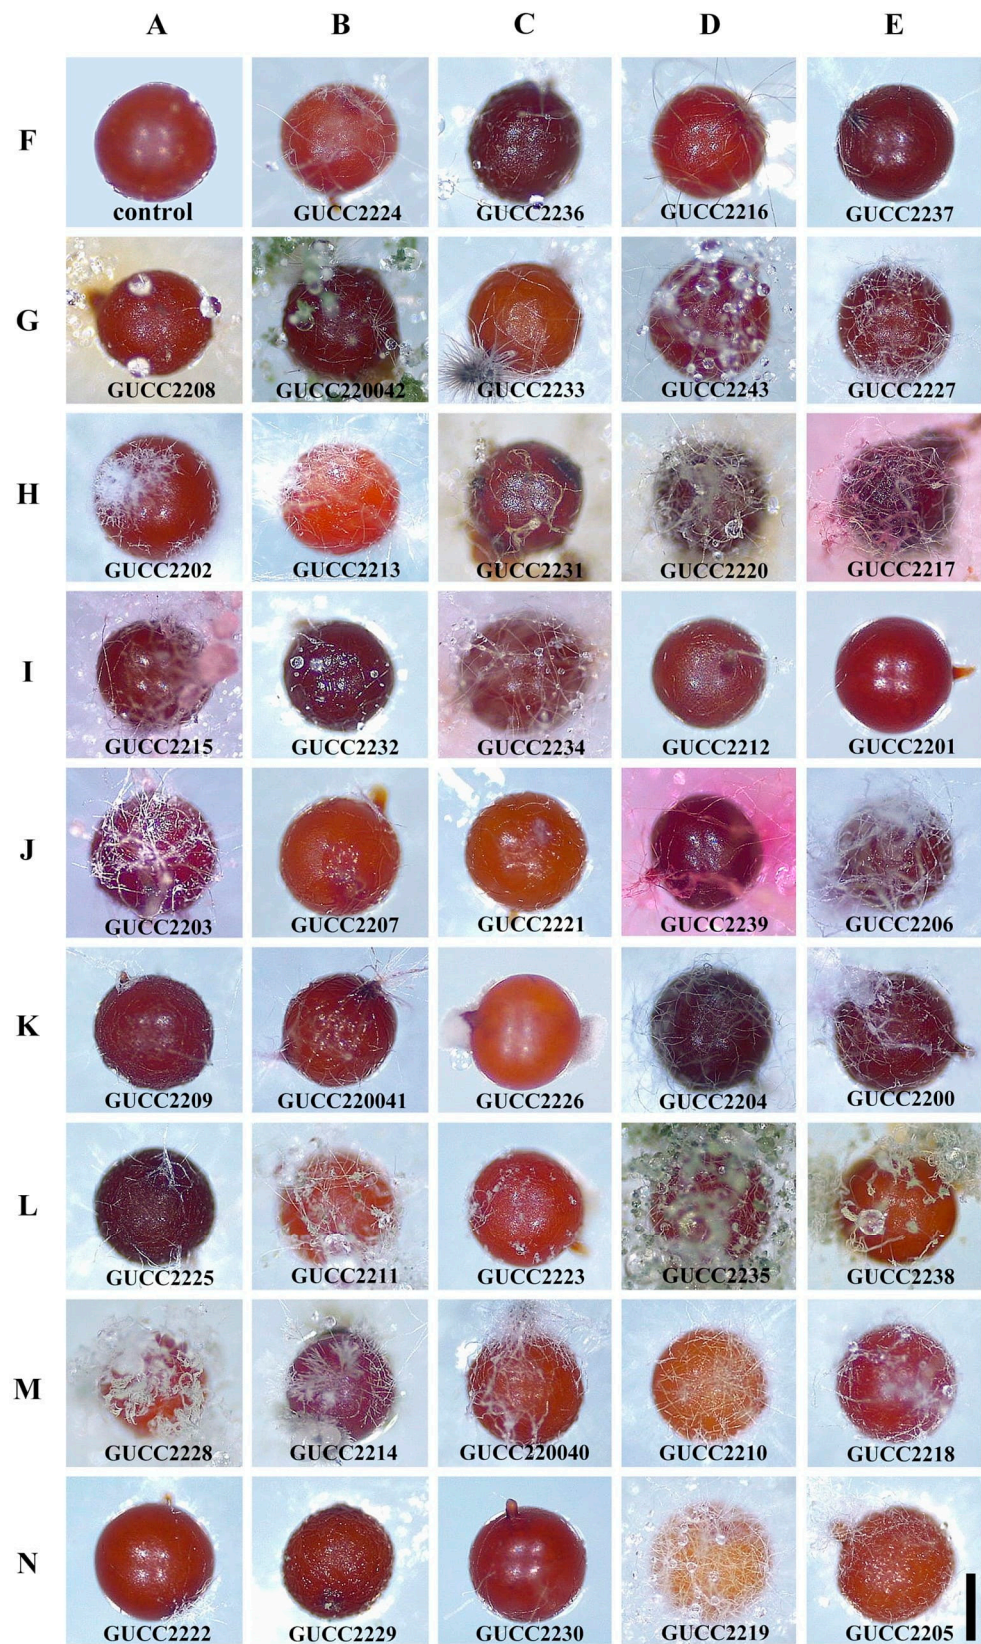 A B C D E
F
control GUCC2224 GUCC2236 GUCC2216 GUCC2237
G
GUCC2208 GUCC220042 GUCC2233 GUCC2243 GUCC2227
H
GUCC2202 GUCC2213 GUCC2231 GUCC2220 GUCC2217
I
GUCC2215 GUCC2232 GUCC2234 GUCC2212 GUCC2201
J
GUCC2203 GUCC2207 GUCC2221 GUCC2239 GUCC2206
K
GUCC2209 GUCC220041 GUCC2226 GUCC2204 GUCC2200
L
GUCC2225 GUCC2211 GUCC2223 GUCC2235 GUCC2238
M
GUCC2228 GUCC2214 GUCC220040 GUCC2210 GUCC2218
N
GUCC2222 GUCC2229 GUCC2230 GUCC2219 GUCC2205